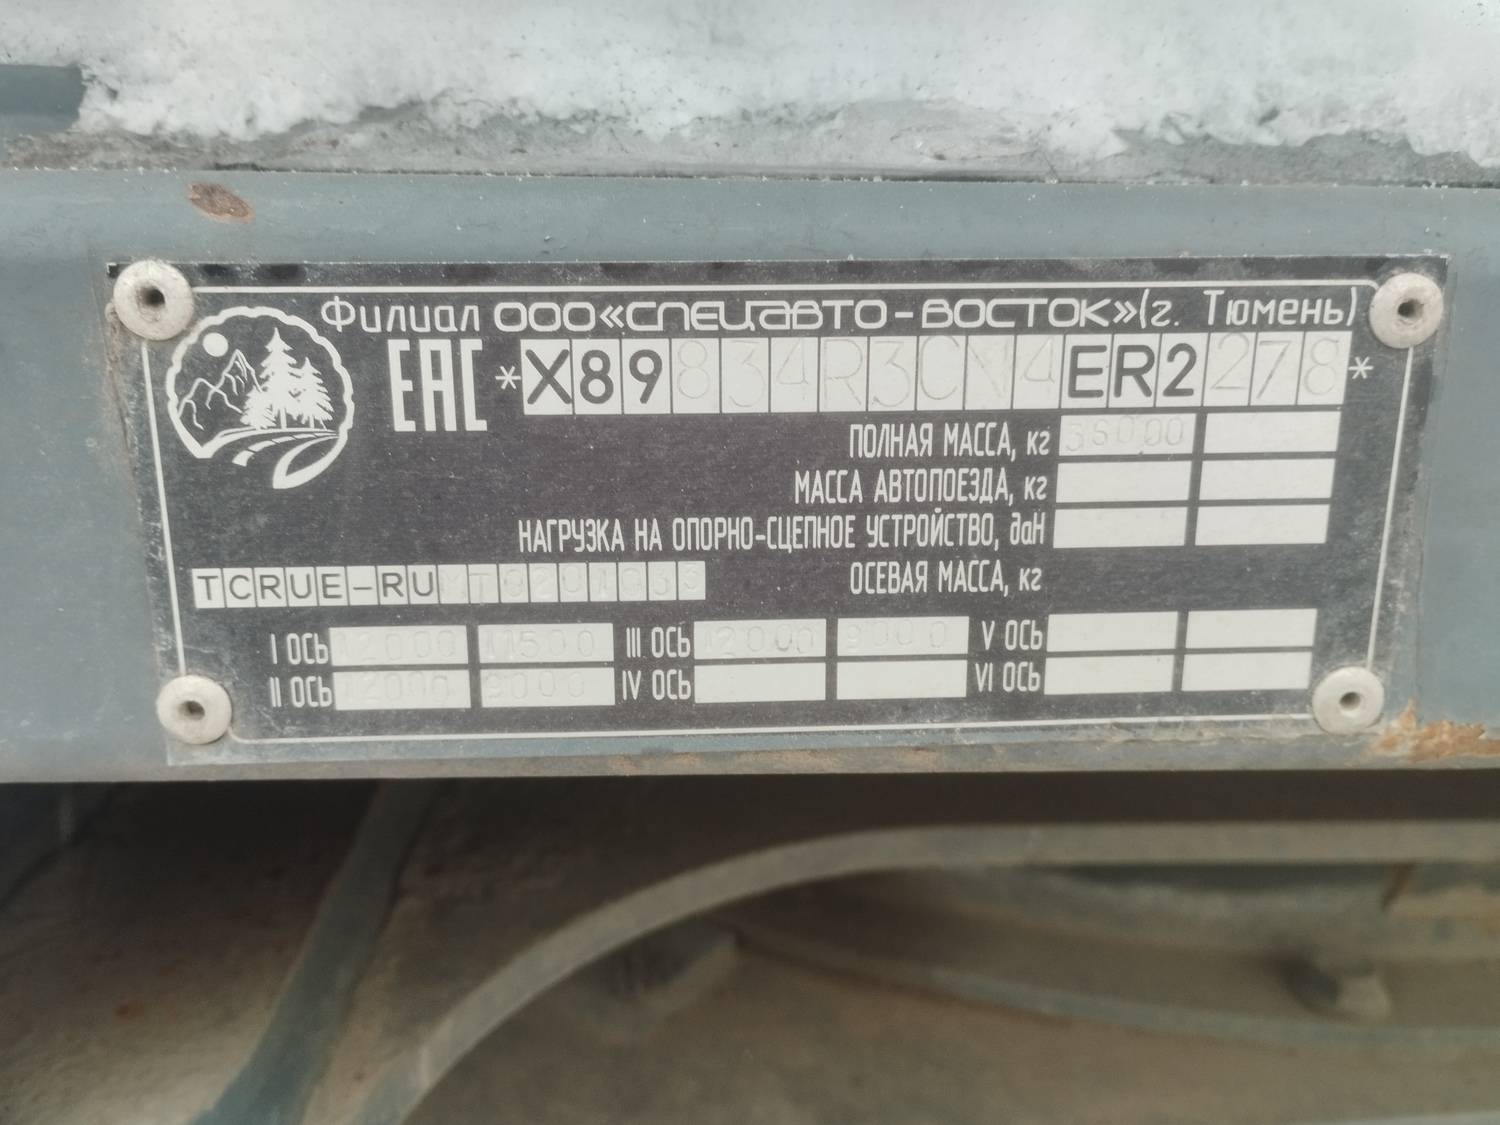 Филиал ООО «СПЕЦАВТО-ВОСТОК» (г. Тюмень)
ЕАС *X89834R3CN4ER2278*
ПОЛНАЯ МАССА, кг 36000
МАССА АВТОПОЕЗДА, кг
НАГРУЗКА НА ОПОРНО-СЦЕПНОЕ УСТРОЙСТВО, даН
TCRUE-RUMT0201033 ОСЕВАЯ МАССА, кг
I ОСЬ 12000 11500 III ОСЬ 12000 9000 V ОСЬ
II ОСЬ 12000 9000 IV ОСЬ VI ОСЬ